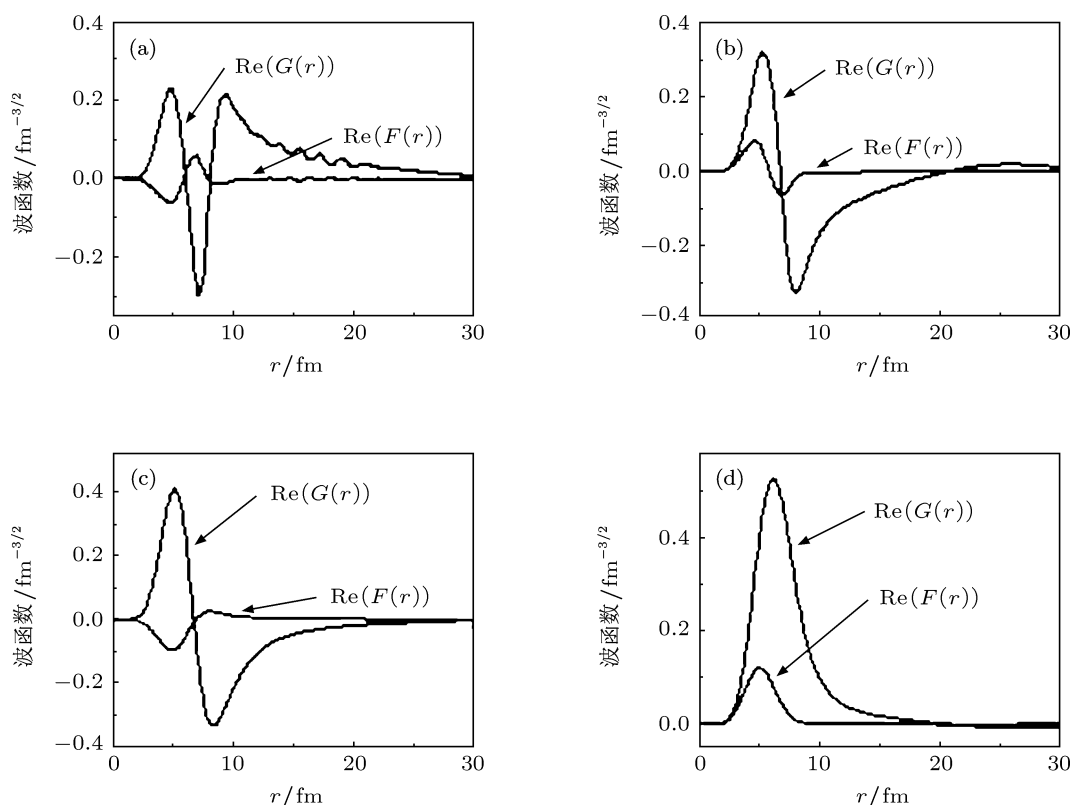 (a)
Re(G(r))
Re(F(r))
波函数/fm⁻³/²
0.4
0.2
0.0
−0.2
0
10
20
30
r/fm
(b)
Re(G(r))
Re(F(r))
波函数/fm⁻³/²
0.4
0.2
0.0
−0.2
−0.4
0
10
20
30
r/fm
(c)
Re(G(r))
Re(F(r))
波函数/fm⁻³/²
0.4
0.2
0.0
−0.2
−0.4
0
10
20
30
r/fm
(d)
Re(G(r))
Re(F(r))
波函数/fm⁻³/²
0.4
0.2
0.0
0
10
20
30
r/fm